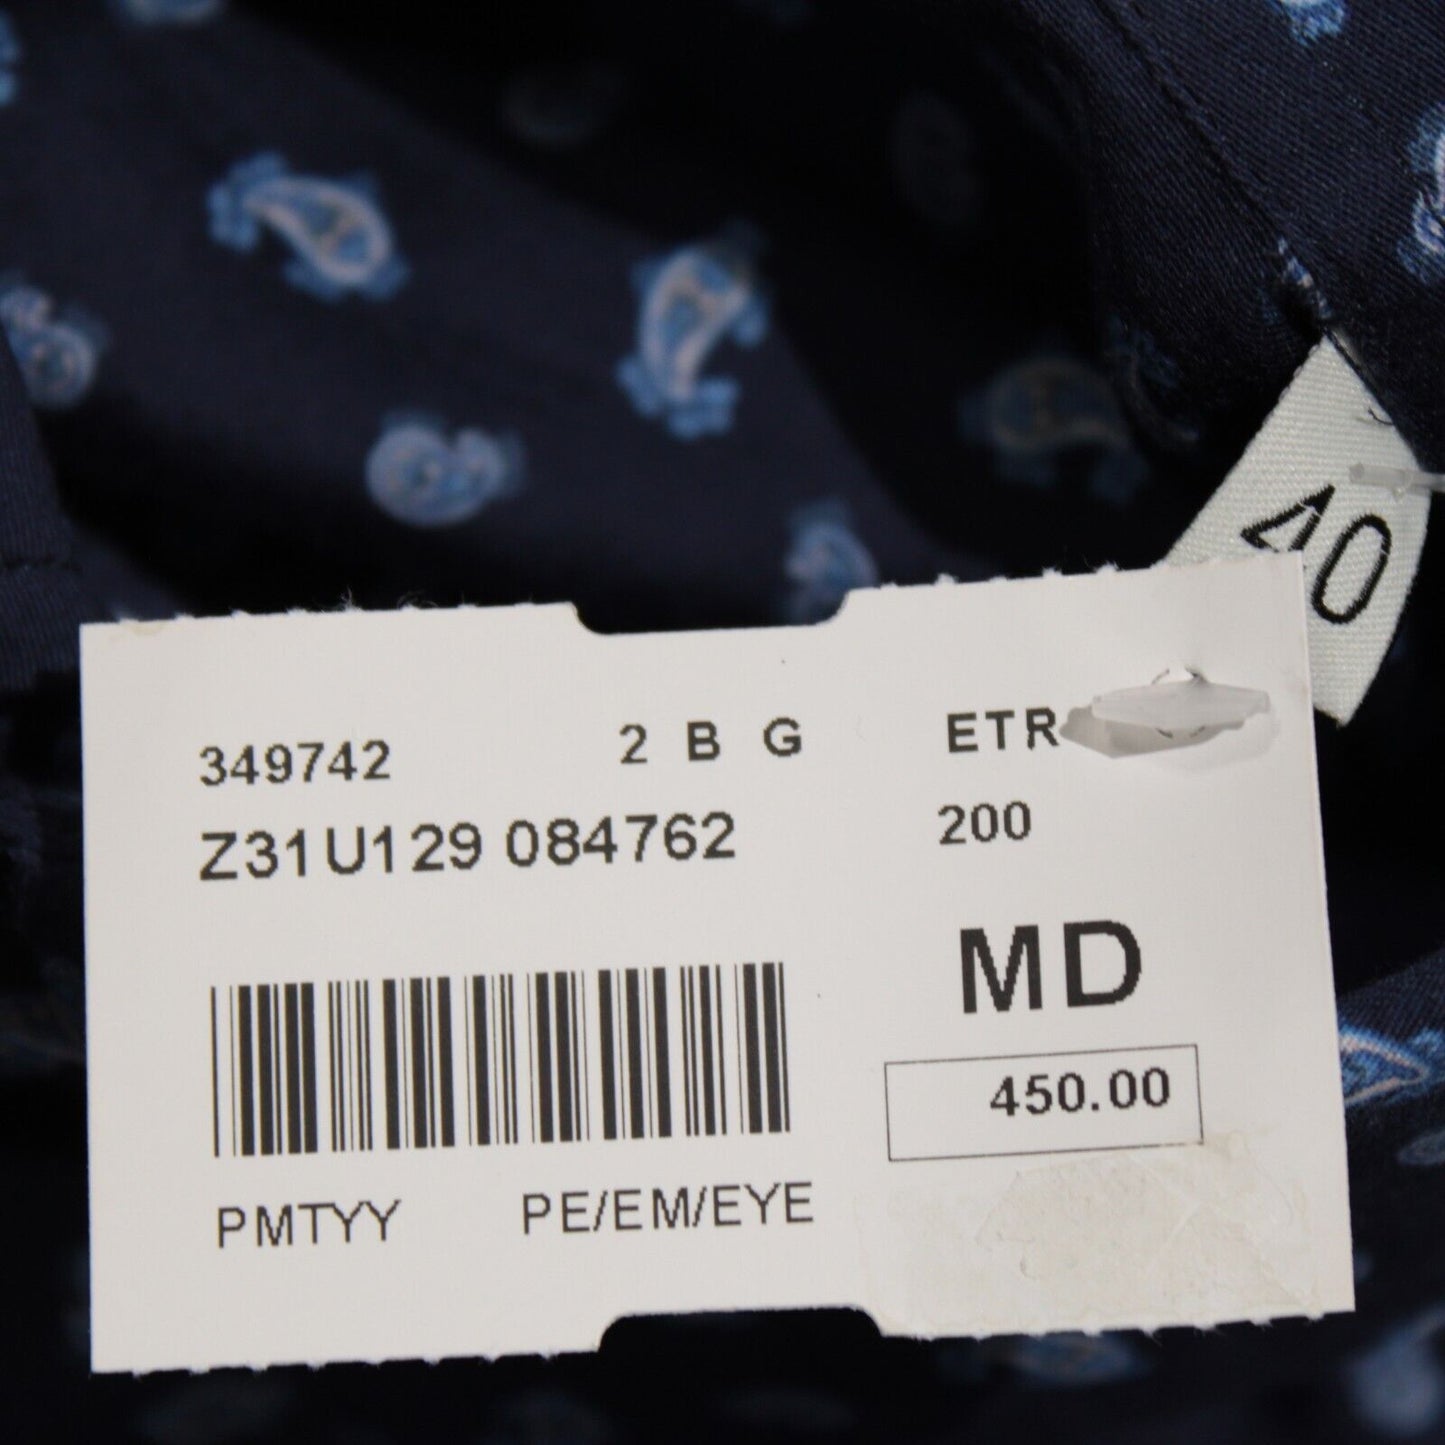 40
349742 2 B G ETR
Z31U129 084762 200
MD
450.00
PMTYY PE/EM/EYE